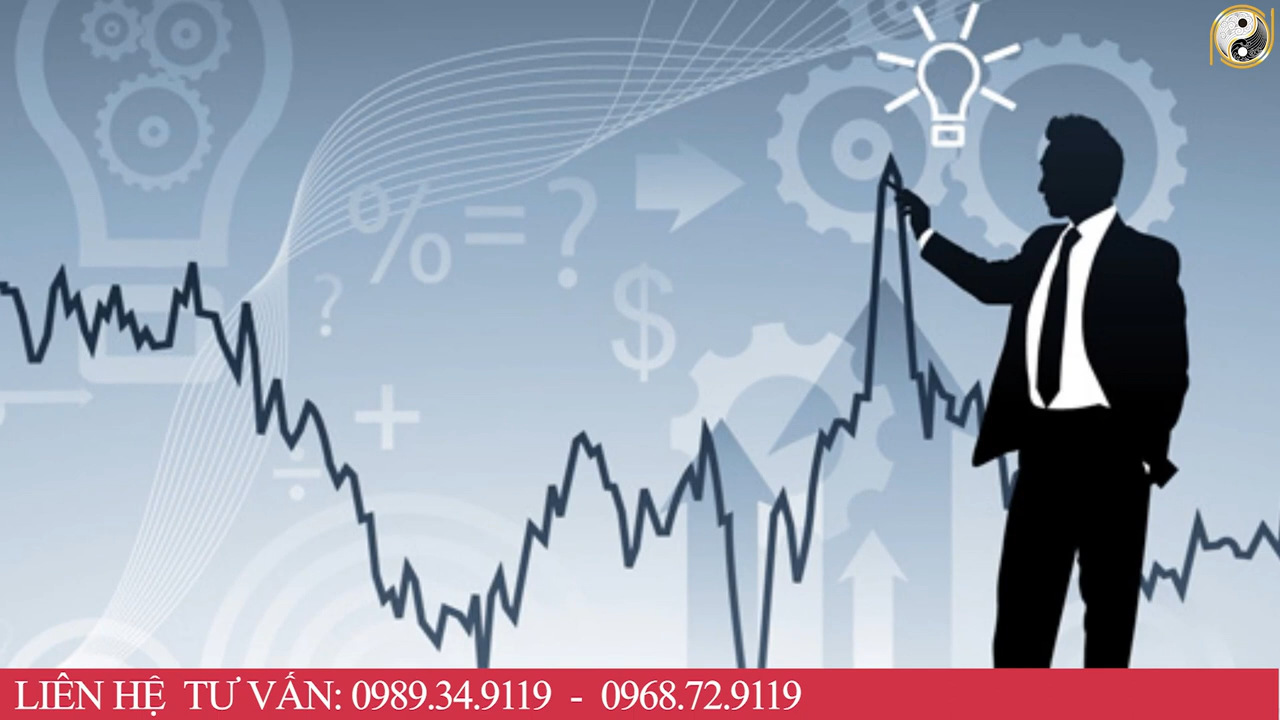 % = ?
?
$
+
÷
LIÊN HỆ TƯ VẤN: 0989.34.9119 - 0968.72.9119